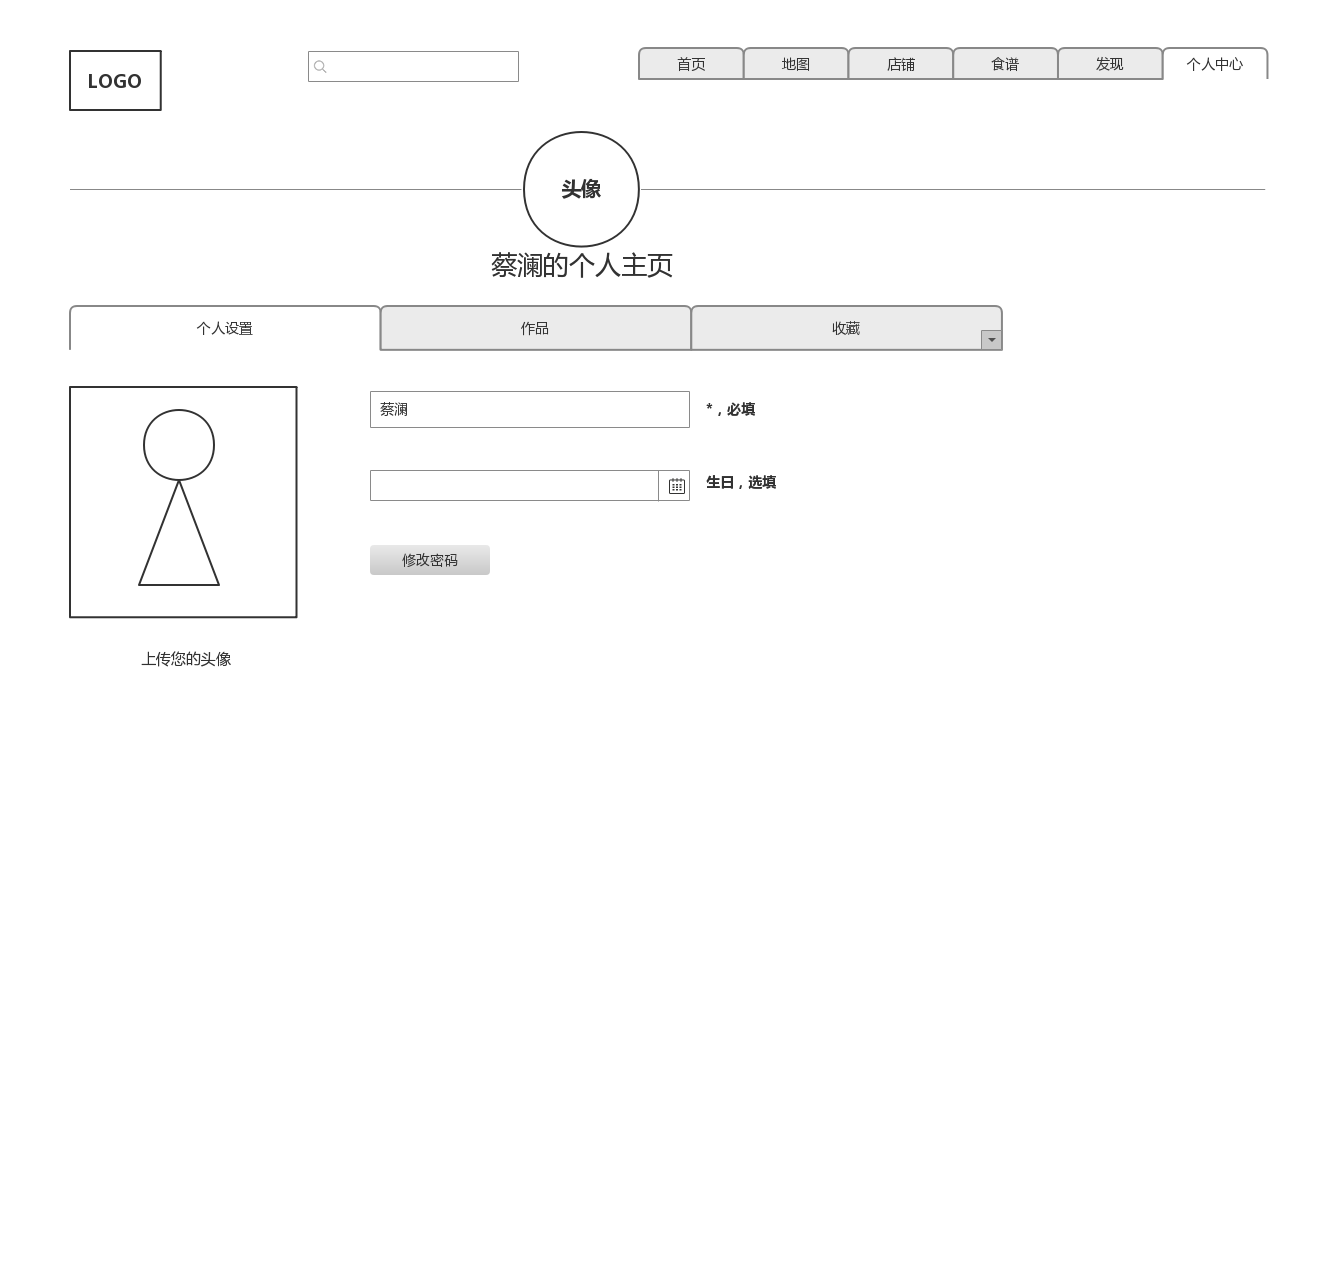 LOGO
首页 地图 店铺 食谱 发现 个人中心
头像
蔡澜的个人主页
个人设置 作品 收藏
蔡澜 *，必填
生日，选填
修改密码
上传您的头像